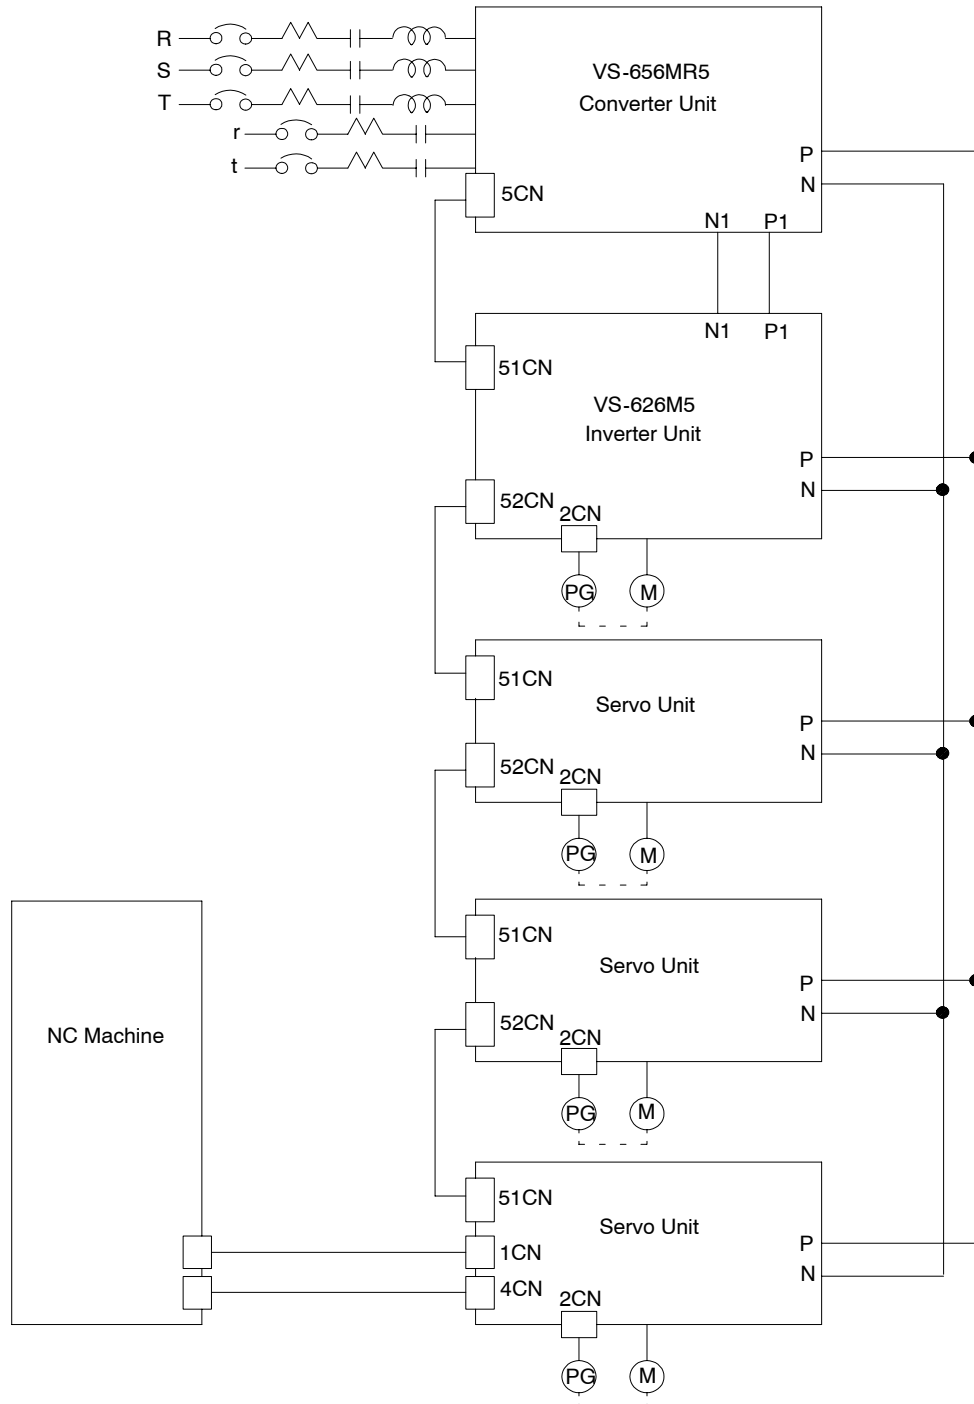 R
S
T
r
t
VS-656MR5
Converter Unit
P
N
5CN
N1 P1
N1 P1
51CN
VS-626M5
Inverter Unit
P
N
52CN
2CN
PG M
51CN
Servo Unit
P
N
52CN
2CN
PG M
51CN
Servo Unit
P
N
52CN
2CN
PG M
NC Machine
51CN
Servo Unit
1CN
P
N
4CN
2CN
PG M